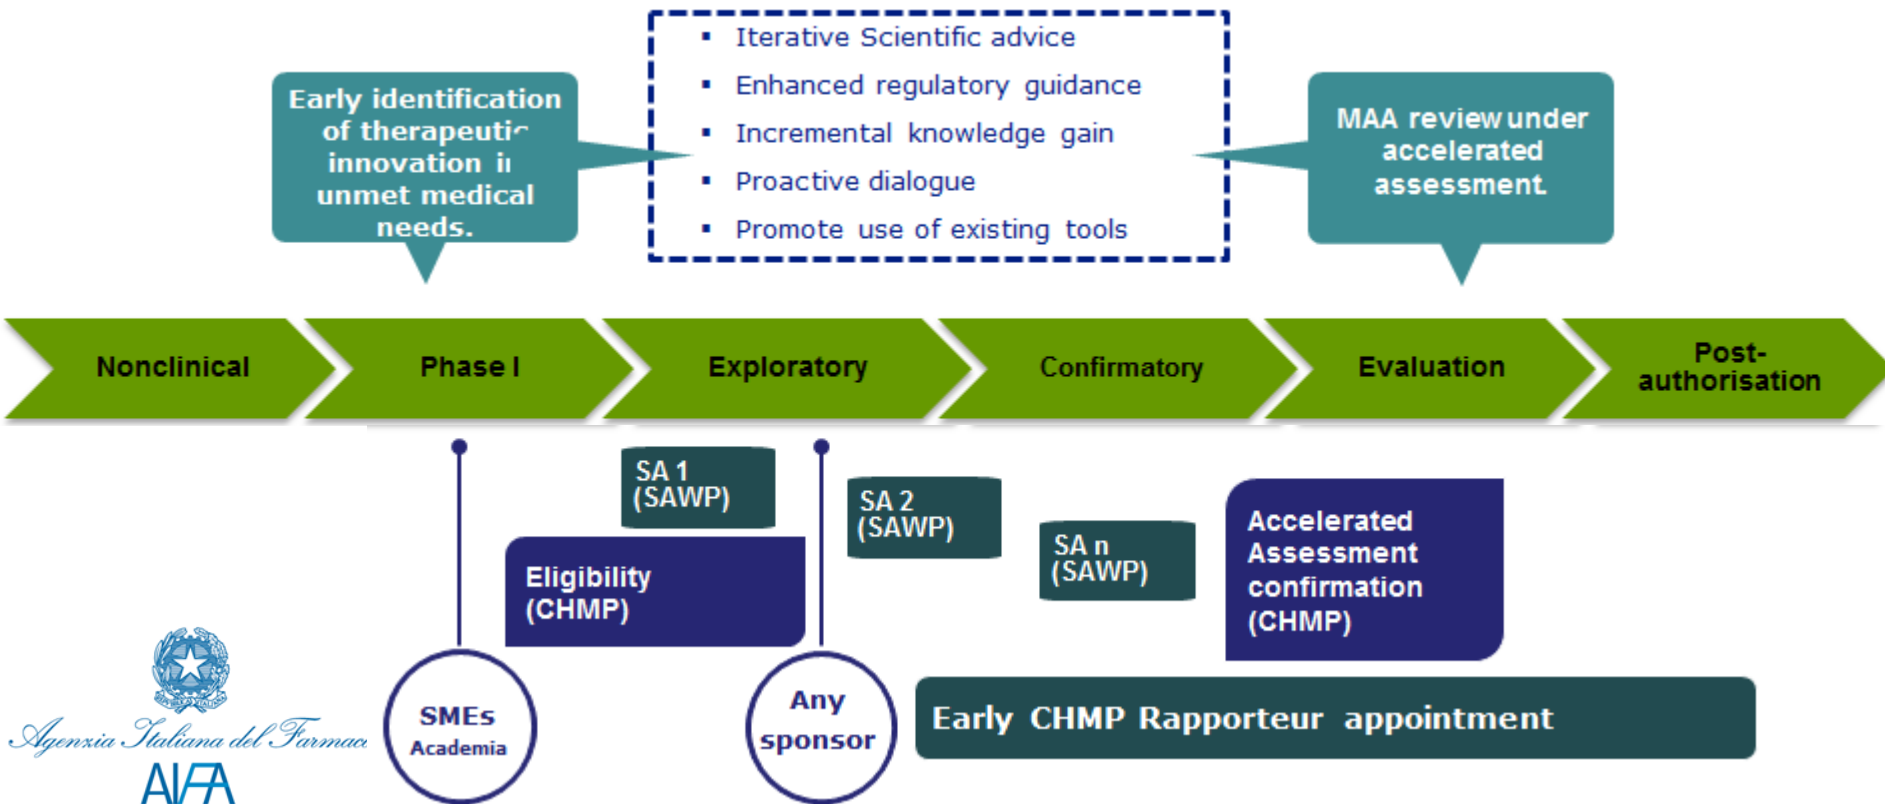 Iterative Scientific advice
Enhanced regulatory guidance
Incremental knowledge gain
Proactive dialogue
Promote use of existing tools
Early identification
of therapeutic
innovation in
unmet medical
needs.
MAA review under
accelerated
assessment.
Nonclinical
Phase I
Exploratory
Confirmatory
Evaluation
Post-
authorisation
SA 1
(SAWP)
SA 2
(SAWP)
SA n
(SAWP)
Eligibility
(CHMP)
Accelerated
Assessment
confirmation
(CHMP)
SMEs
Academia
Any
sponsor
Early CHMP Rapporteur appointment
Agenzia Italiana del Farmaco
AIFA